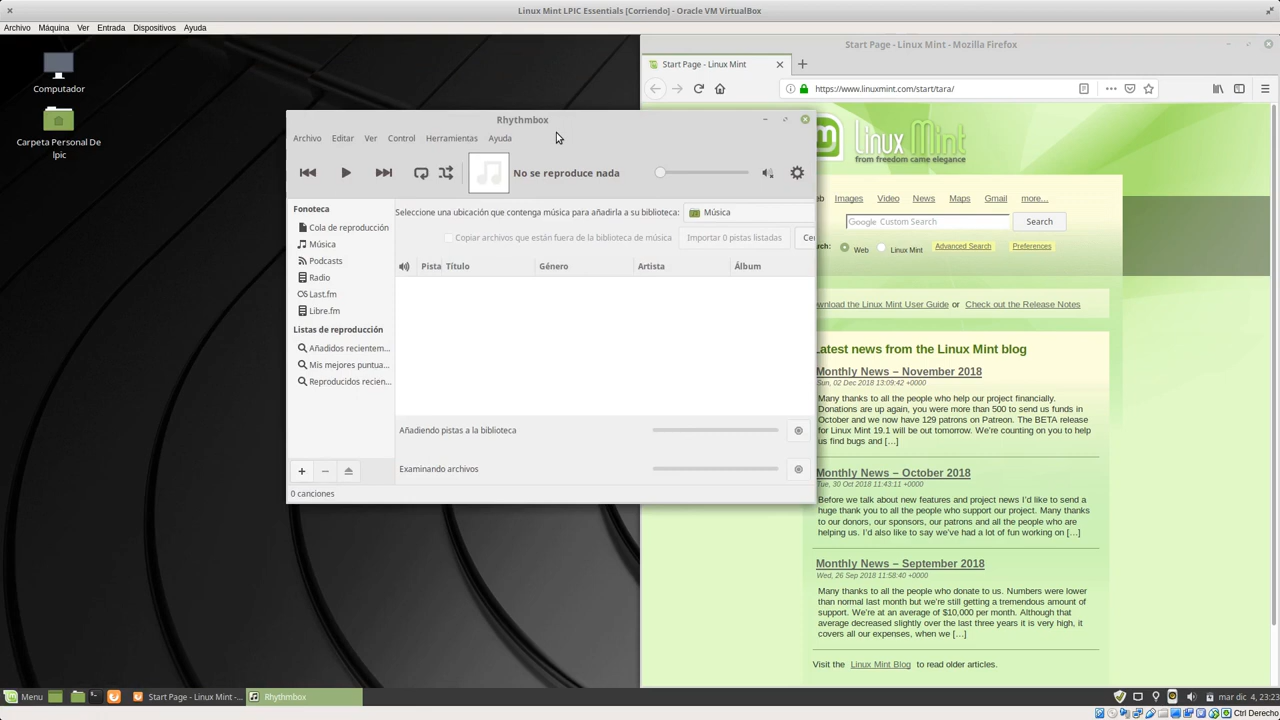 Linux Mint LPIC Essentials [Corriendo] - Oracle VM VirtualBox
Archivo Máquina Ver Entrada Dispositivos Ayuda
Computador
Carpeta Personal De
lpic
Start Page - Linux Mint - Mozilla Firefox
Start Page - Linux Mint
https://www.linuxmint.com/start/tara/
Linux Mint
from freedom came elegance
Images Video News Maps Gmail more...
Google Custom Search Search
Web Linux Mint Advanced Search Preferences
Linux Mint User Guide or Check out the Release Notes
Latest news from the Linux Mint blog
Monthly News – November 2018
Sun, 02 Dec 2018 13:09:42 +0000
Many thanks to all the people who help our project financially.
Donations are up again, you were more than 500 to send us funds
in October and we now have 129 patrons on Patreon. The BETA release
for Linux Mint 19.1 will be out tomorrow. We're counting on you to help
us find bugs and […]
Monthly News – October 2018
Tue, 30 Oct 2018 11:43:11 +0000
Before we talk about new features and project news I'd like to send a
huge thank you to all the people who support our project. Many thanks
to our donors, our sponsors, our patrons and all the people who are
helping us. I'd also like to say we've had a lot of fun working on […]
Monthly News – September 2018
Wed, 26 Sep 2018 11:58:40 +0000
Many thanks to all the people who donate to us. Numbers were lower
than normal last month but we're still getting a tremendous amount of
support. We're at an average of $10,000 per month. Although that
average decreased slightly over the last three years it is very high, it
covers all our expenses, when we […]
Visit the Linux Mint Blog to read older articles.
Rhythmbox
Archivo Editar Ver Control Herramientas Ayuda
No se reproduce nada
Fonoteca
Cola de reproducción
Música
Podcasts
Radio
Last.fm
Libre.fm
Listas de reproducción
Añadidos recientem...
Mis mejores puntua...
Reproducidos recien...
Seleccione una ubicación que contenga música para añadirla a su biblioteca: Música
Copiar archivos que están fuera de la biblioteca de música Importar 0 pistas listadas
Pista Título Género Artista Álbum
Añadiendo pistas a la biblioteca
Examinando archivos
0 canciones
Menu Start Page - Linux Mint -... Rhythmbox mar dic 4, 23:23
Ctrl Derecho